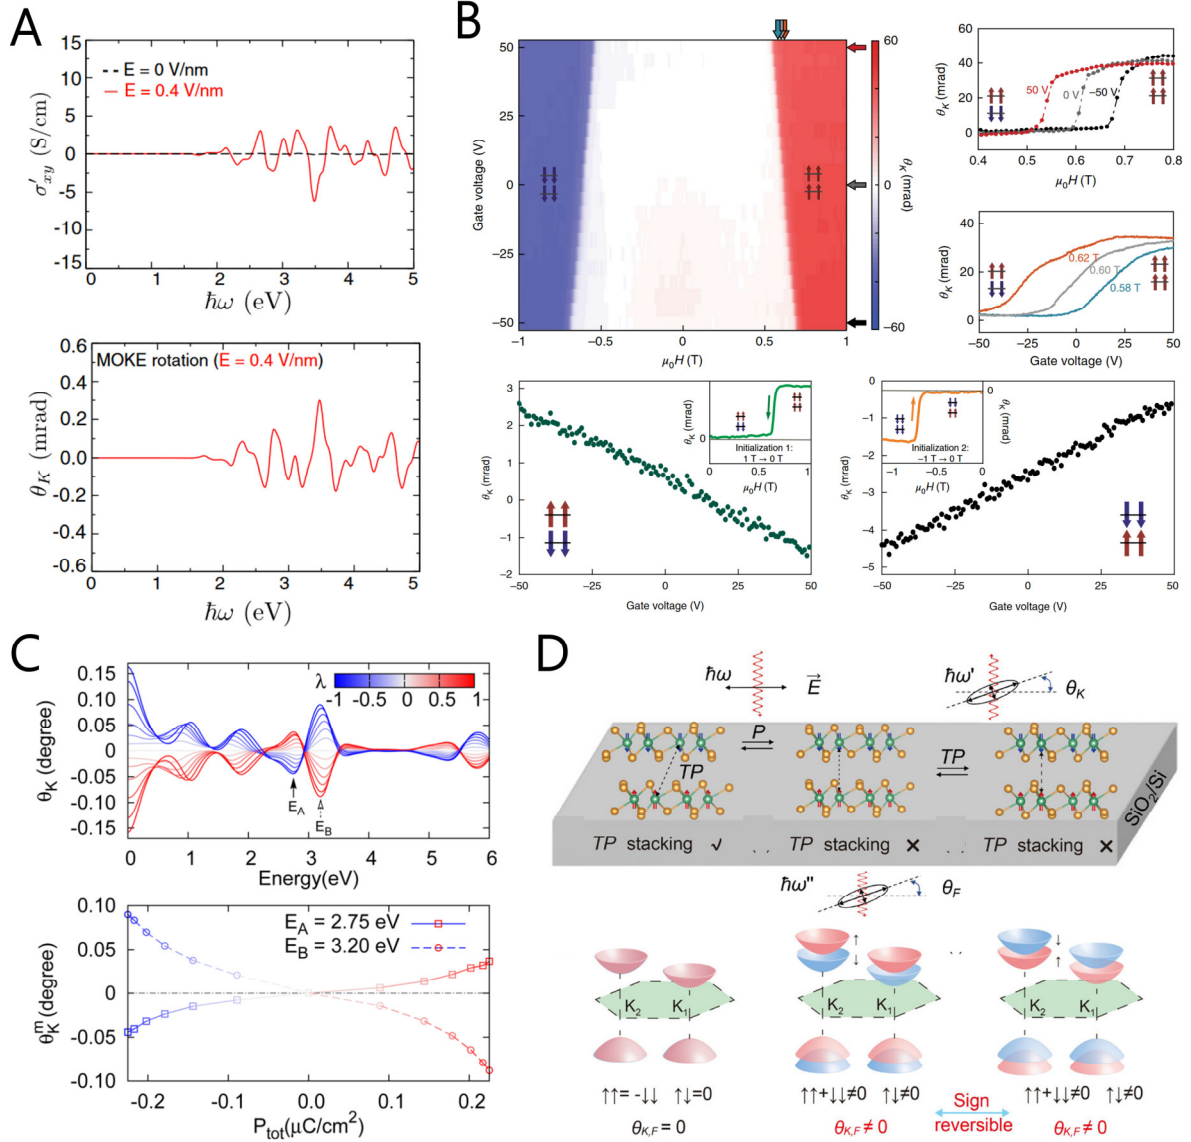 A
15
10
5
0
-5
-10
15
σ'xy (S/cm)
E = 0 V/nm
E = 0.4 V/nm
0 1 2 3 4 5
ħω (eV)
0.6
0.4
0.2
0.0
-0.2
-0.4
-0.6
θK (mrad)
MOKE rotation (E = 0.4 V/nm)
0 1 2 3 4 5
ħω (eV)
B
50
25
0
−25
−50
Gate voltage (V)
−1 −0.5 0 0.5 1
μ0H (T)
60
0
−60
θK (mrad)
60
40
20
0
θK (mrad)
50 V
0 V
−50 V
0.4 0.5 0.6 0.7 0.8
μ0H (T)
40
20
0
θK (mrad)
0.62 T
0.60 T
0.58 T
−50 −25 0 25 50
Gate voltage (V)
3
2
1
0
−1
−2
θK (mrad)
0
θK (mrad)
Initialization 1:
1 T → 0 T
0 0.5 1
μ0H (T)
−50 −25 0 25 50
Gate voltage (V)
0
−1
−2
−3
−4
−5
θK (mrad)
0
θK (mrad)
Initialization 2:
−1 T → 0 T
−1 −0.5 0
μ0H (T)
−50 −25 0 25 50
Gate voltage (V)
C
0.15
0.10
0.05
0.00
-0.05
-0.10
-0.15
θK (degree)
λ
-1 -0.5 0 0.5 1
EA
EB
0 1 2 3 4 5 6
Energy(eV)
0.10
0.05
0
-0.05
-0.10
θKm (degree)
EA = 2.75 eV
EB = 3.20 eV
-0.2 -0.1 0.0 0.1 0.2
Ptot(μC/cm2)
D
ħω
E
ħω'
θK
P
TP
TP
SiO2/Si
TP stacking √
TP stacking ×
TP stacking ×
ħω"
θF
K2 K1
K2 K1
K2 K1
↑↑= -↓↓ ↑↓=0
↑↑+↓↓≠0 ↑↓≠0
↑↑+↓↓≠0 ↑↓≠0
Sign
reversible
θK,F = 0
θK,F ≠ 0
θK,F ≠ 0